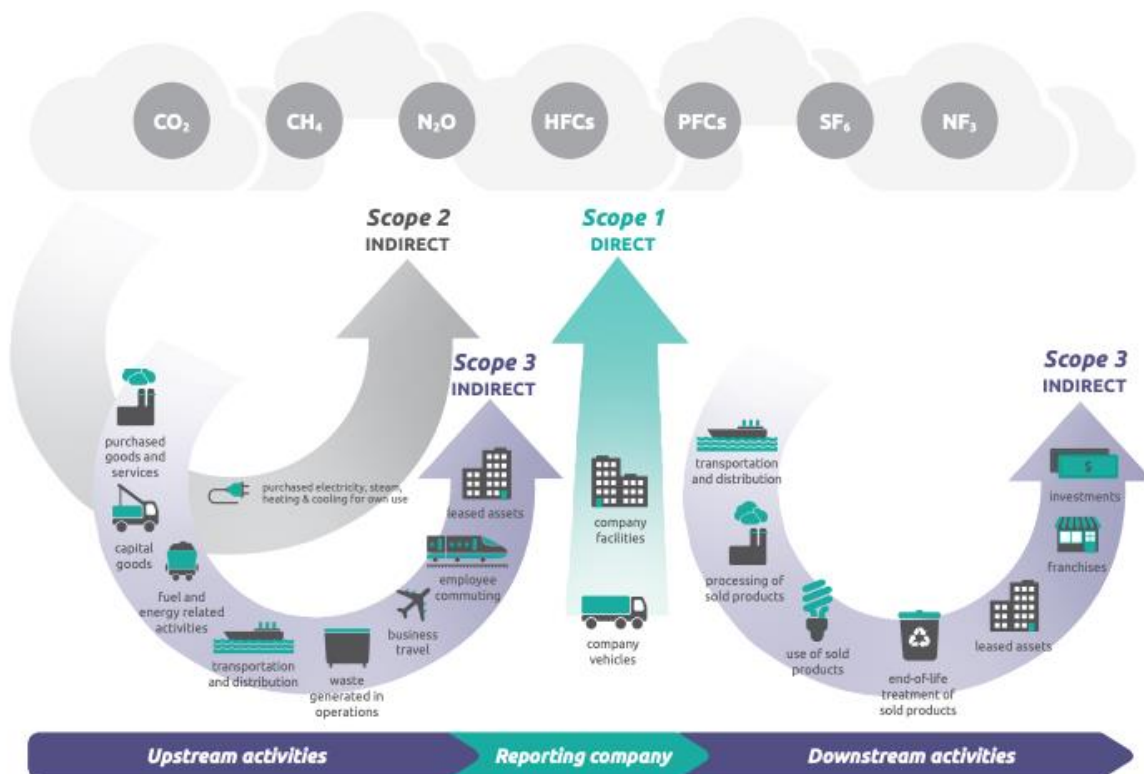 CO₂
CH₄
N₂O
HFCs
PFCs
SF₆
NF₃
Scope 2
INDIRECT
Scope 1
DIRECT
Scope 3
INDIRECT
Scope 3
INDIRECT
purchased
goods and
services
capital
goods
fuel and
energy related
activities
transportation
and distribution
waste
generated in
operations
business
travel
employee
commuting
leased assets
purchased electricity, steam,
heating & cooling for own use
company
facilities
company
vehicles
transportation
and distribution
processing of
sold products
use of sold
products
end-of-life
treatment of
sold products
leased assets
franchises
$
investments
Upstream activities
Reporting company
Downstream activities